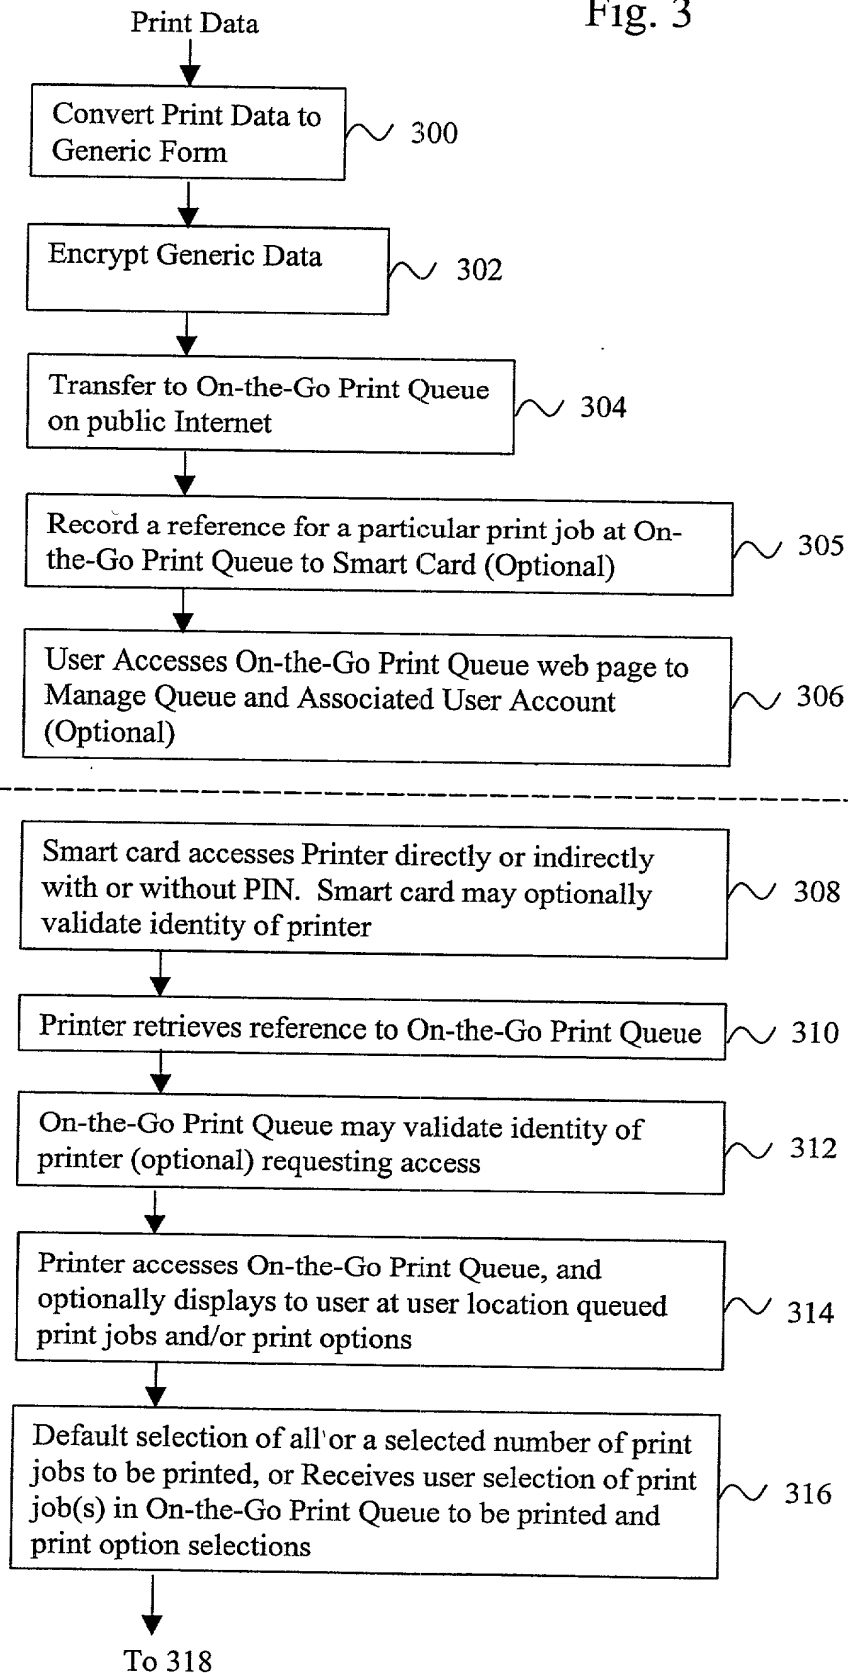 Fig. 3
Print Data
Convert Print Data to
Generic Form
300
Encrypt Generic Data
302
Transfer to On-the-Go Print Queue
on public Internet
304
Record a reference for a particular print job at On-
the-Go Print Queue to Smart Card (Optional)
305
User Accesses On-the-Go Print Queue web page to
Manage Queue and Associated User Account
(Optional)
306
Smart card accesses Printer directly or indirectly
with or without PIN. Smart card may optionally
validate identity of printer
308
Printer retrieves reference to On-the-Go Print Queue
310
On-the-Go Print Queue may validate identity of
printer (optional) requesting access
312
Printer accesses On-the-Go Print Queue, and
optionally displays to user at user location queued
print jobs and/or print options
314
Default selection of all or a selected number of print
jobs to be printed, or Receives user selection of print
job(s) in On-the-Go Print Queue to be printed and
print option selections
316
To 318